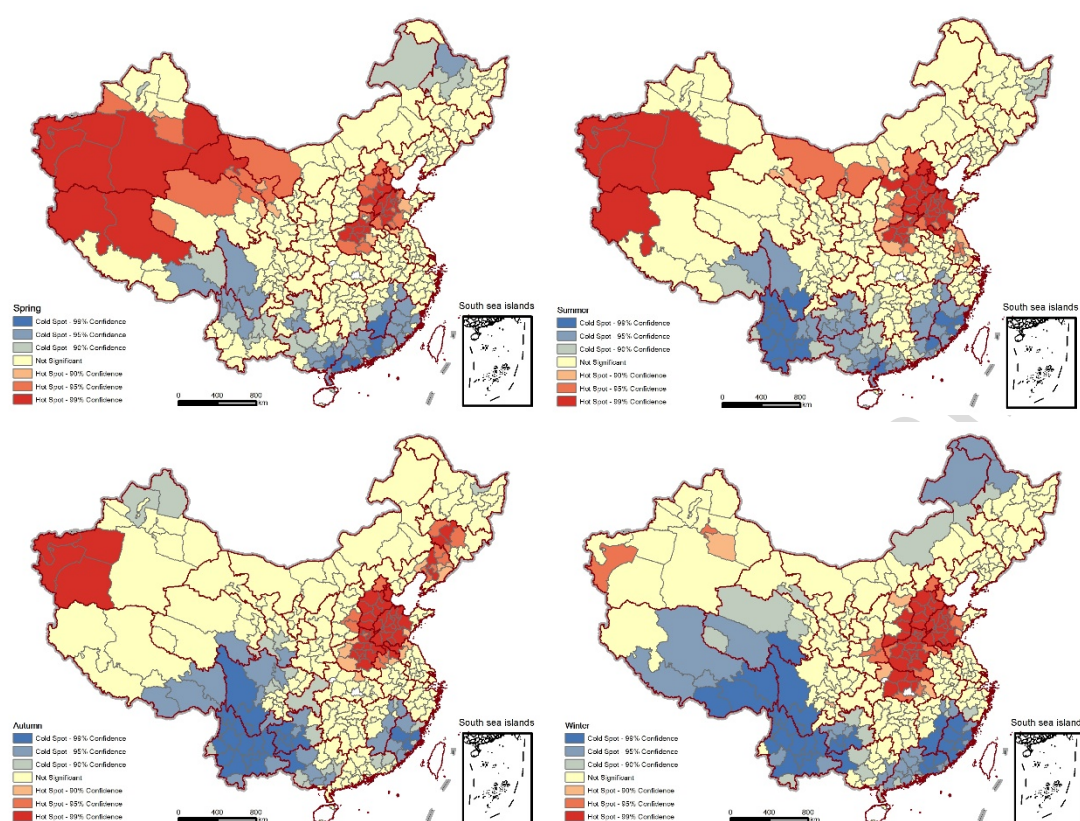 Spring
Cold Spot - 99% Confidence
Cold Spot - 95% Confidence
Cold Spot - 90% Confidence
Not Significant
Hot Spot - 90% Confidence
Hot Spot - 95% Confidence
Hot Spot - 99% Confidence
0 400 800
km
South sea islands
Summer
Cold Spot - 99% Confidence
Cold Spot - 95% Confidence
Cold Spot - 90% Confidence
Not Significant
Hot Spot - 90% Confidence
Hot Spot - 95% Confidence
Hot Spot - 99% Confidence
0 400 800
km
South sea islands
Autumn
Cold Spot - 99% Confidence
Cold Spot - 95% Confidence
Cold Spot - 90% Confidence
Not Significant
Hot Spot - 90% Confidence
Hot Spot - 95% Confidence
Hot Spot - 99% Confidence
0 400 800
km
South sea islands
Winter
Cold Spot - 99% Confidence
Cold Spot - 95% Confidence
Cold Spot - 90% Confidence
Not Significant
Hot Spot - 90% Confidence
Hot Spot - 95% Confidence
Hot Spot - 99% Confidence
0 400 800
km
South sea islands